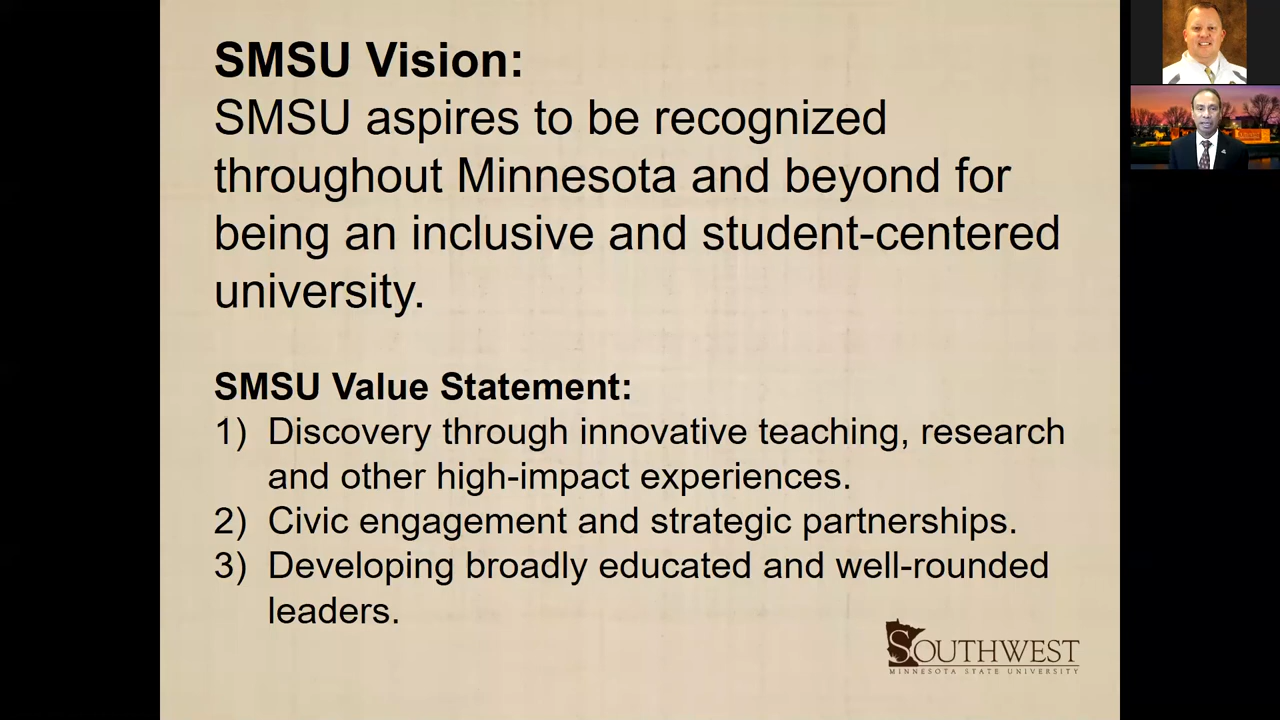 SMSU Vision:
SMSU aspires to be recognized
throughout Minnesota and beyond for
being an inclusive and student-centered
university.
SMSU Value Statement:
1) Discovery through innovative teaching, research
and other high-impact experiences.
2) Civic engagement and strategic partnerships.
3) Developing broadly educated and well-rounded
leaders.
SOUTHWEST
MINNESOTA STATE UNIVERSITY